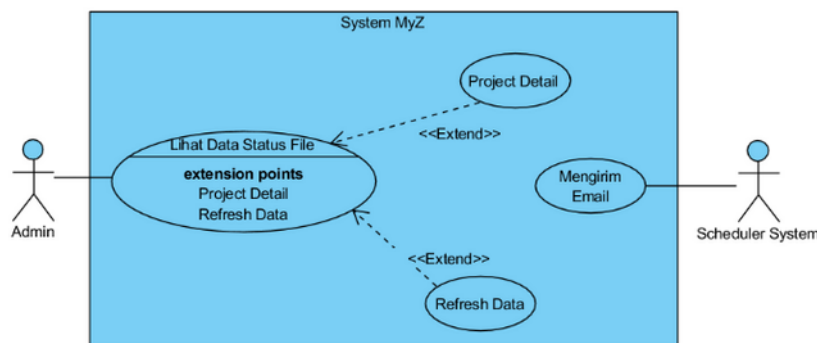 System MyZ
Project Detail
<<Extend>>
Lihat Data Status File
extension points
Project Detail
Refresh Data
Admin
Mengirim
Email
Scheduler System
<<Extend>>
Refresh Data